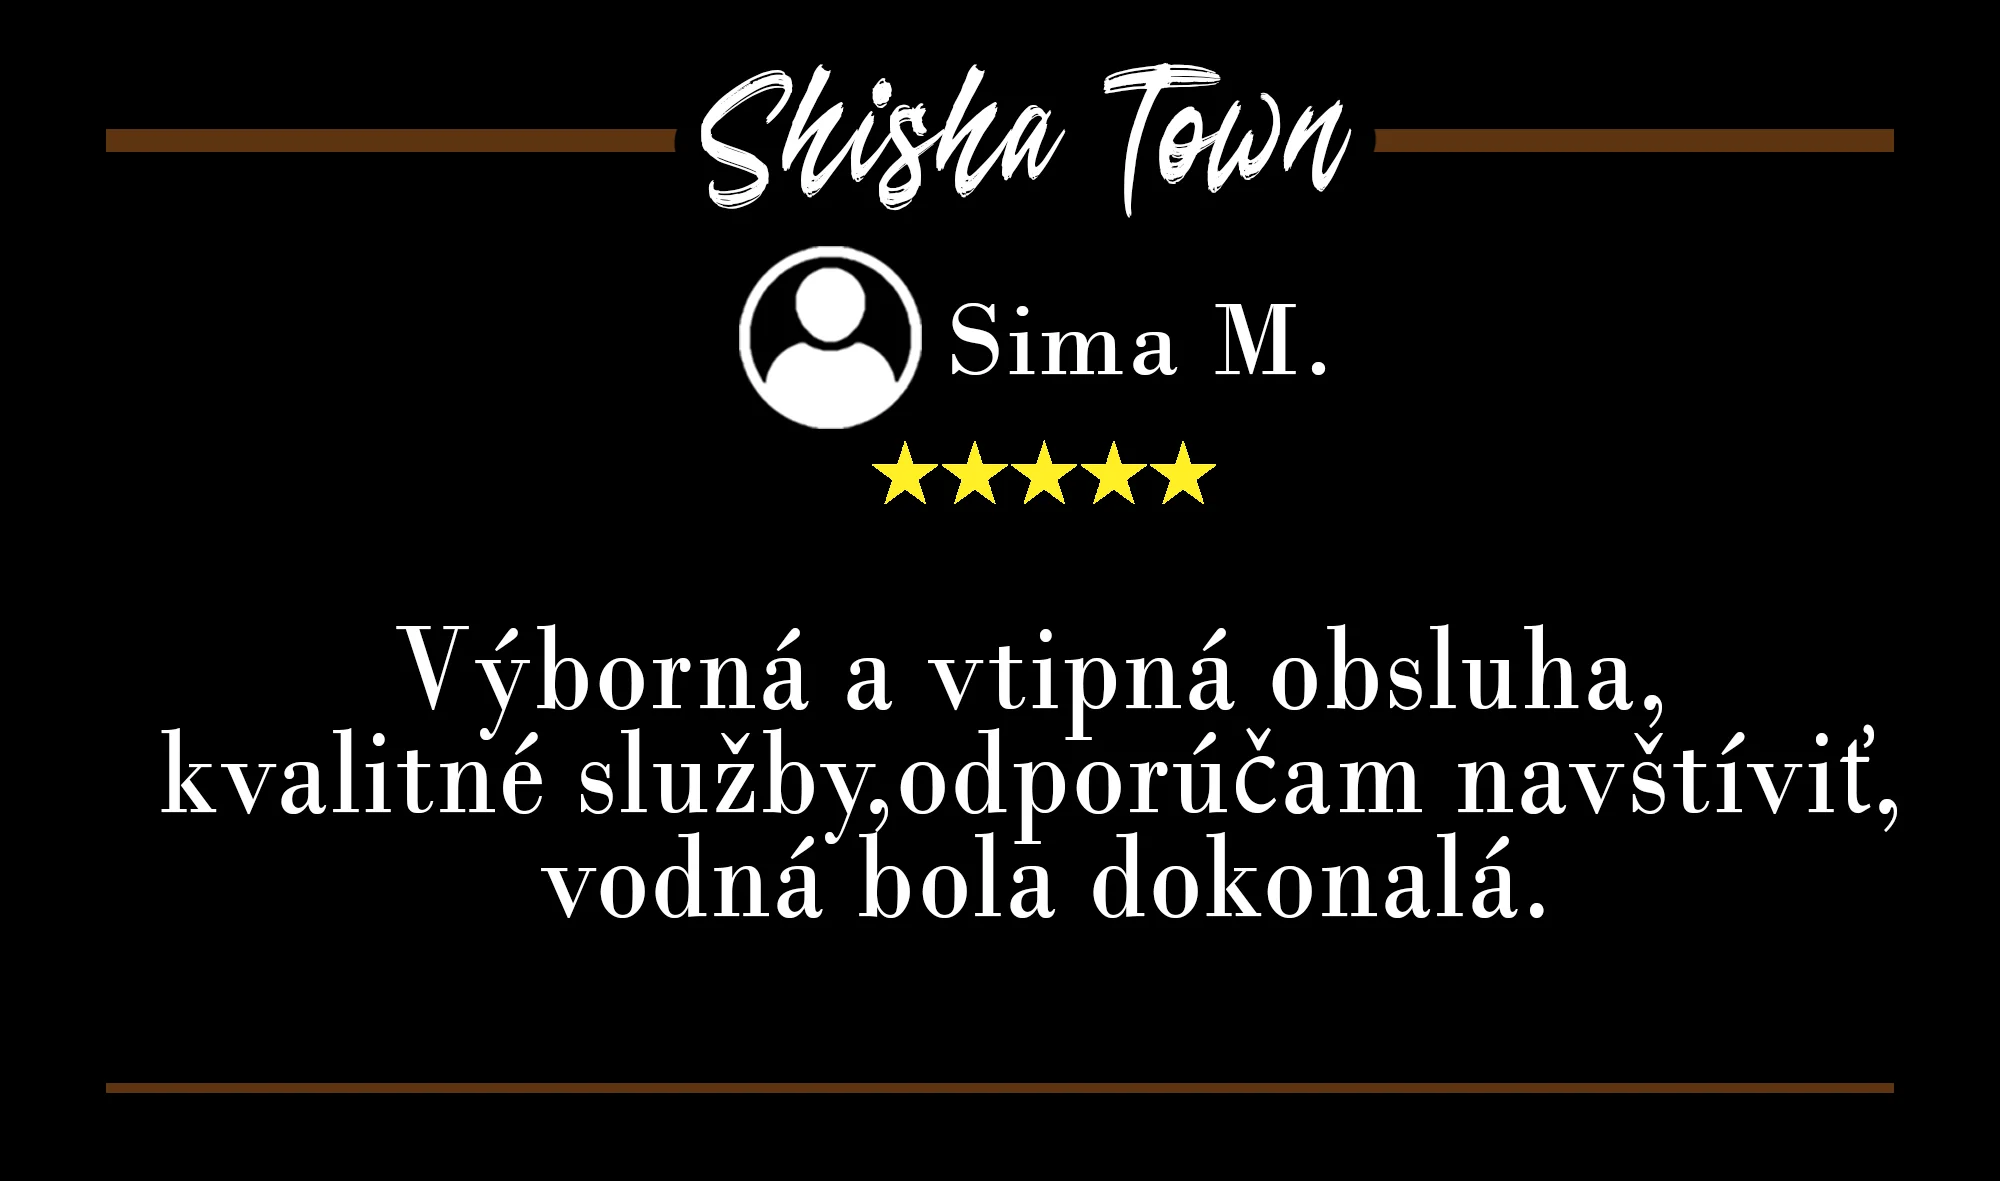 Shisha Town
Sima M.
Výborná a vtipná obsluha,
kvalitné služby,odporúčam navštíviť,
vodná bola dokonalá.